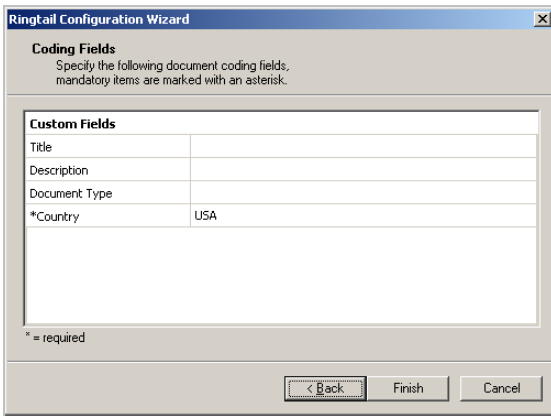 Ringtail Configuration Wizard
Coding Fields
Specify the following document coding fields,
mandatory items are marked with an asterisk.
Custom Fields
Title
Description
Document Type
*Country USA
* = required
< Back Finish Cancel